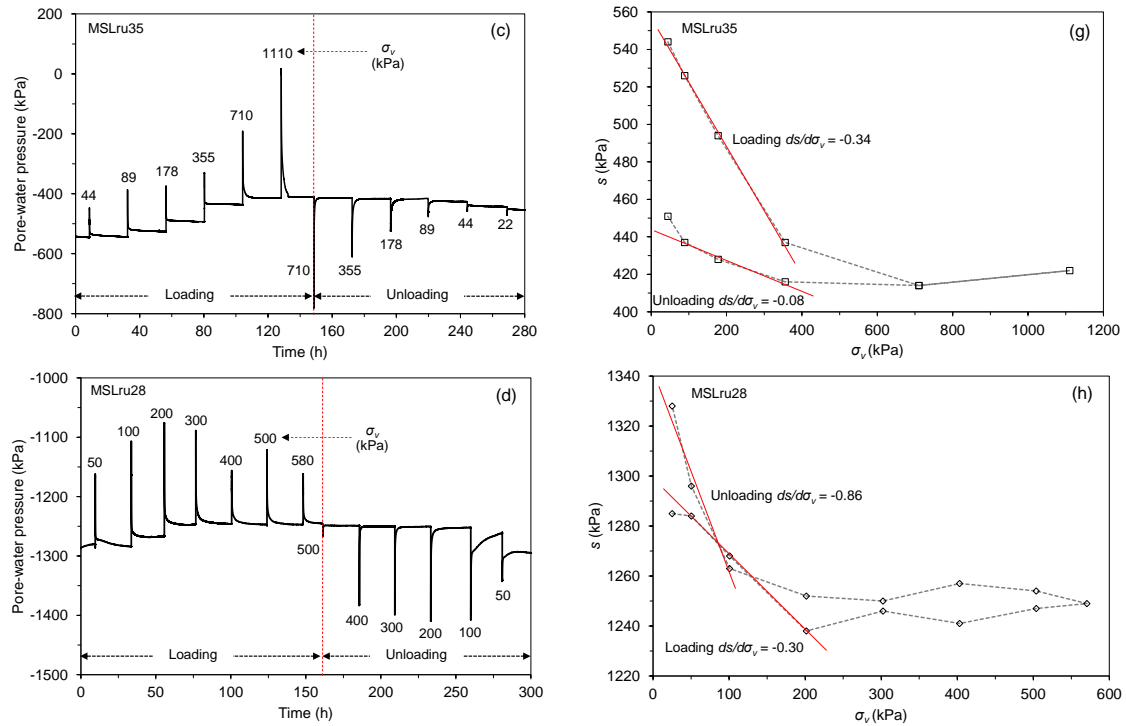 MSLru35
(c)
Pore-water pressure (kPa)
200
0
-200
-400
-600
-800
44
89
178
355
710
1110
σv
(kPa)
710
355
178
89
44
22
Loading
Unloading
0
40
80
120
160
200
240
280
Time (h)
MSLru35
(g)
s (kPa)
560
540
520
500
480
460
440
420
400
Loading ds/dσv = -0.34
Unloading ds/dσv = -0.08
0
200
400
600
800
1000
1200
σv (kPa)
MSLru28
(d)
Pore-water pressure (kPa)
-1000
-1100
-1200
-1300
-1400
-1500
50
100
200
300
400
500
580
σv
(kPa)
500
400
300
200
100
50
Loading
Unloading
0
50
100
150
200
250
300
Time (h)
MSLru28
(h)
s (kPa)
1340
1320
1300
1280
1260
1240
1220
Unloading ds/dσv = -0.86
Loading ds/dσv = -0.30
0
100
200
300
400
500
600
σv (kPa)